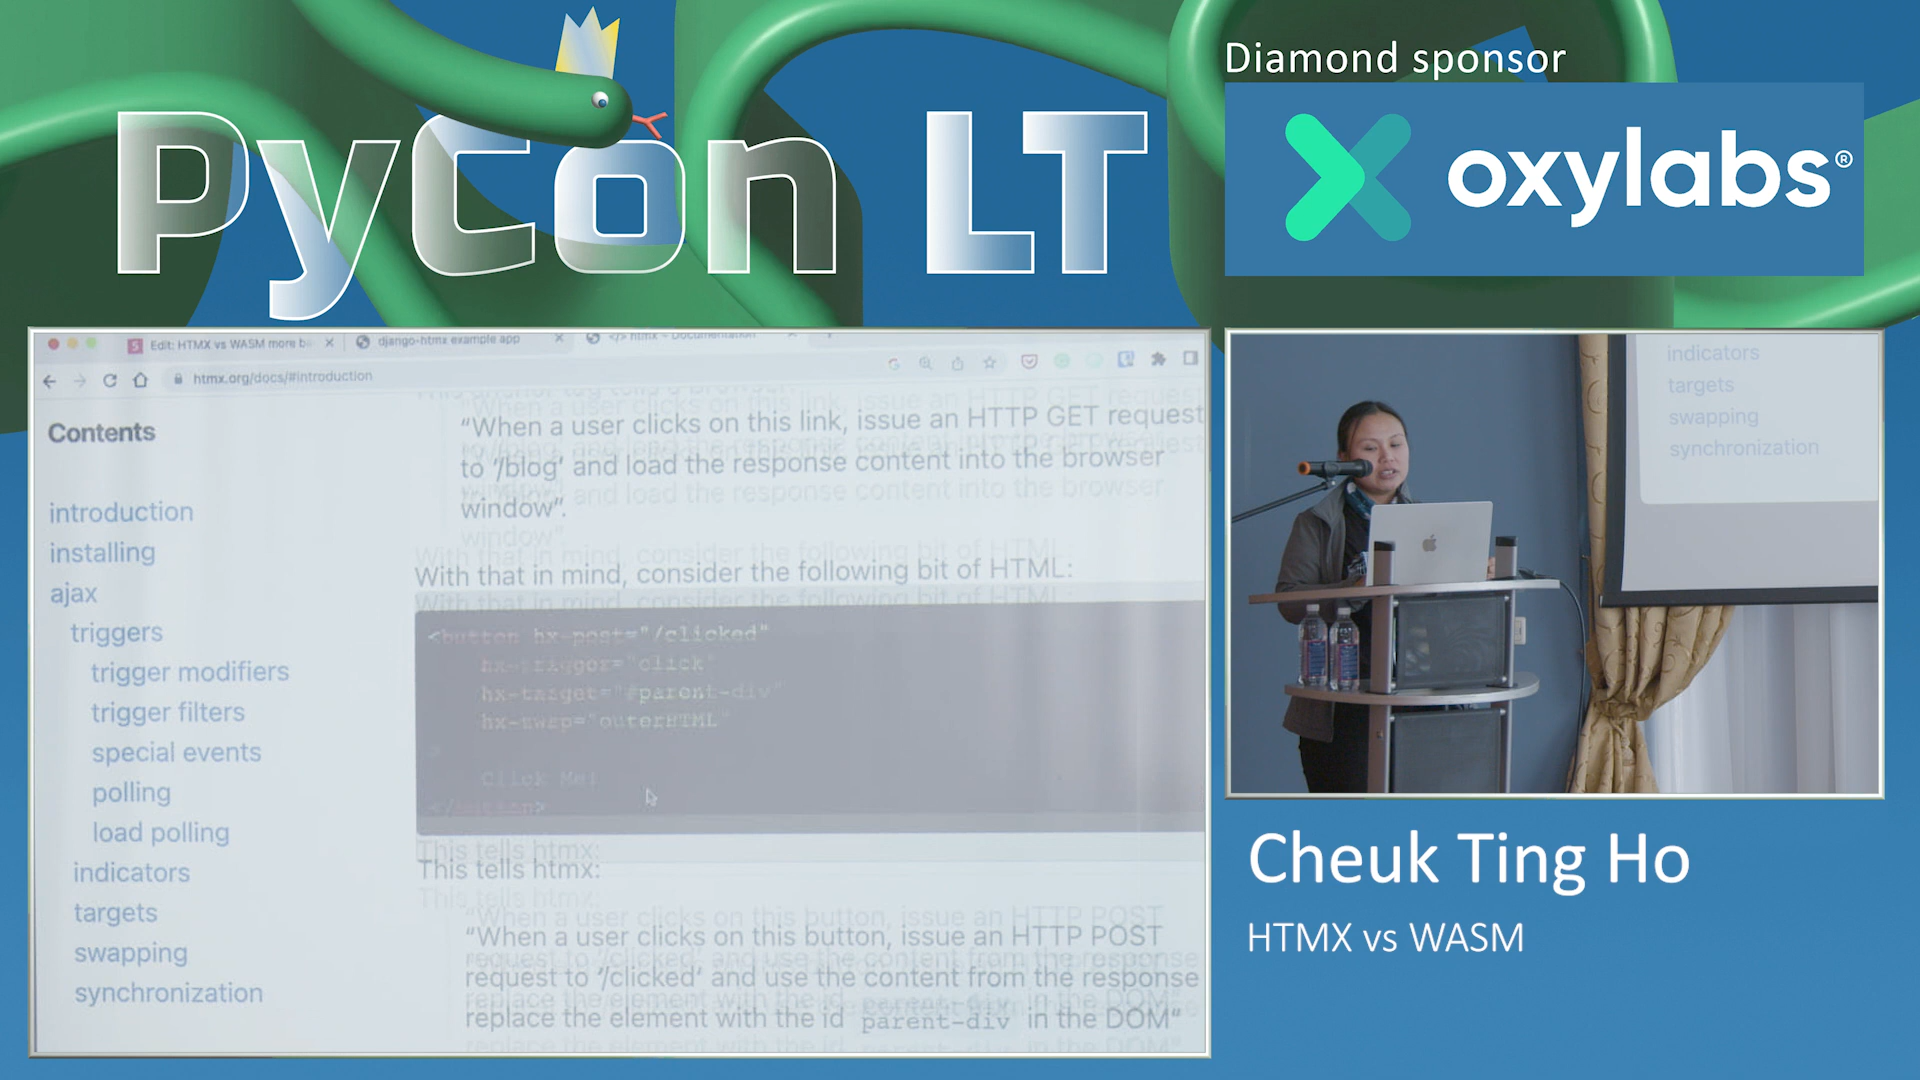 PyCon LT
Diamond sponsor
oxylabs®
Edit: HTMX vs WASM more b
django-htmx example app
</> htmx ~ Documentation
htmx.org/docs/#introduction
Contents
introduction
installing
ajax
triggers
trigger modifiers
trigger filters
special events
polling
load polling
indicators
targets
swapping
synchronization
“When a user clicks on this link, issue an HTTP GET request
to ‘/blog’ and load the response content into the browser
window”.
With that in mind, consider the following bit of HTML:
<button hx-post="/clicked"
hx-trigger="click"
hx-target="#parent-div"
hx-swap="outerHTML"
>
Click Me!
</button>
This tells htmx:
“When a user clicks on this button, issue an HTTP POST
request to ‘/clicked’ and use the content from the response
replace the element with the id parent-div in the DOM”
indicators
targets
swapping
synchronization
Cheuk Ting Ho
HTMX vs WASM